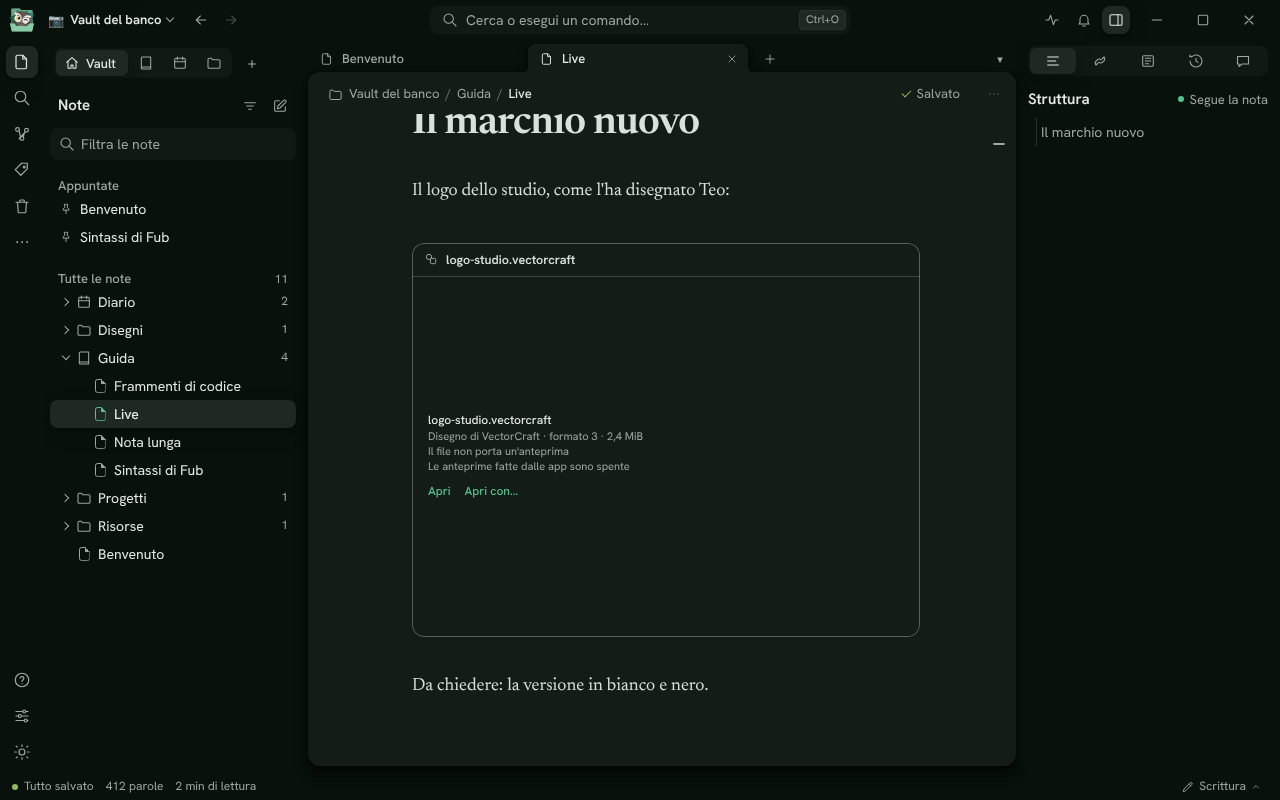 Vault del banco
Cerca o esegui un comando…
Ctrl+O
Vault
Note
Filtra le note
Appuntate
Benvenuto
Sintassi di Fub
Tutte le note 11
Diario 2
Disegni 1
Guida 4
Frammenti di codice
Live
Nota lunga
Sintassi di Fub
Progetti 1
Risorse 1
Benvenuto
Tutto salvato 412 parole 2 min di lettura
Benvenuto
Live
Vault del banco / Guida / Live
Salvato
Il marchio nuovo
Il logo dello studio, come l'ha disegnato Teo:
logo-studio.vectorcraft
logo-studio.vectorcraft
Disegno di VectorCraft · formato 3 · 2,4 MiB
Il file non porta un'anteprima
Le anteprime fatte dalle app sono spente
Apri Apri con…
Da chiedere: la versione in bianco e nero.
Struttura
Segue la nota
Il marchio nuovo
Scrittura